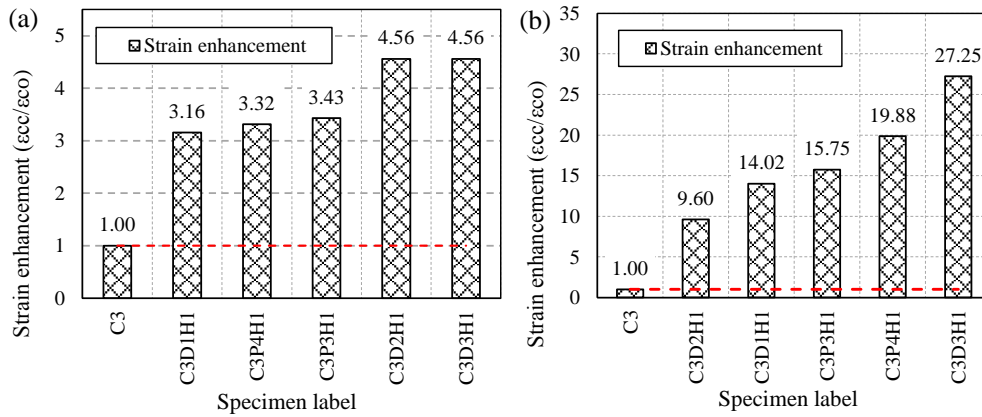 (a)
Strain enhancement (εcc/εco)
5
4
3
2
1
0
Strain enhancement
1.00
3.16
3.32
3.43
4.56
4.56
C3
C3D1H1
C3P4H1
C3P3H1
C3D2H1
C3D3H1
Specimen label
(b)
Strain enhancement (εcc/εco)
35
30
25
20
15
10
5
0
Strain enhancement
1.00
9.60
14.02
15.75
19.88
27.25
C3
C3D2H1
C3D1H1
C3P3H1
C3P4H1
C3D3H1
Specimen label